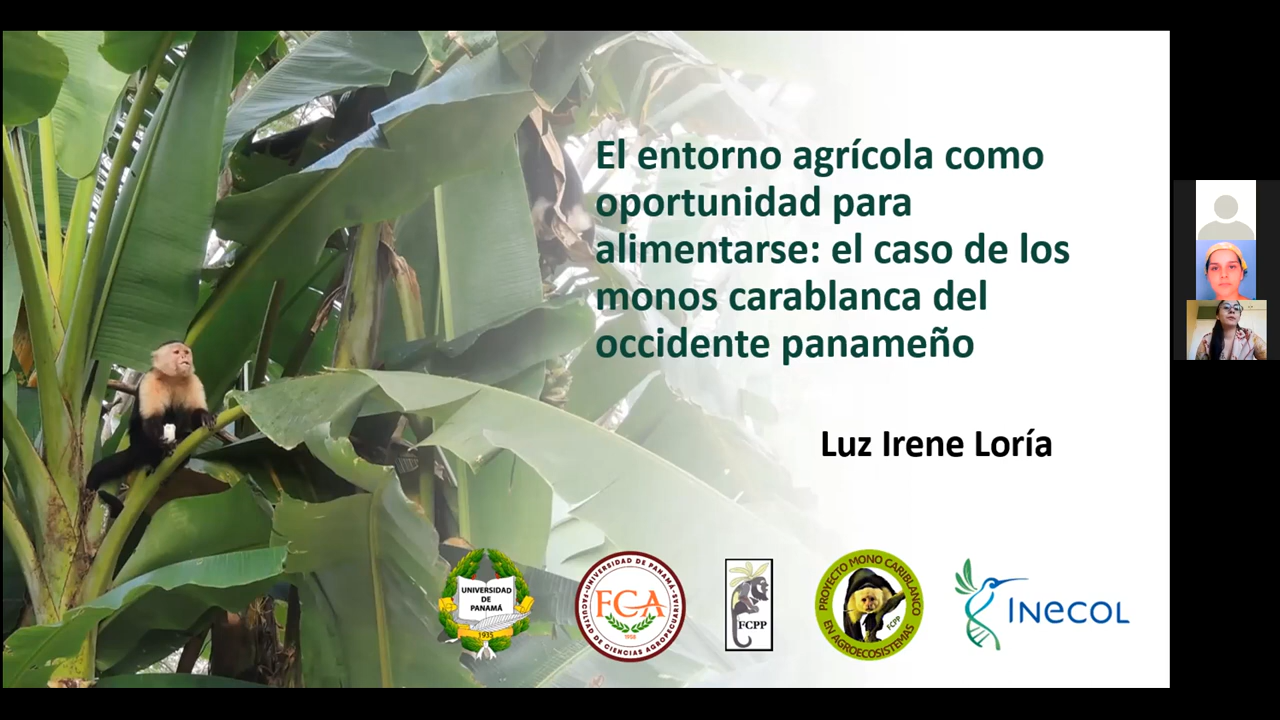 El entorno agrícola como
oportunidad para
alimentarse: el caso de los
monos carablanca del
occidente panameño
Luz Irene Loría
UNIVERSIDAD
DE
PANAMÁ
1935
•UNIVERSIDAD DE PANAMÁ•
FACULTAD DE CIENCIAS AGROPECUARIAS
FCA
1958
FCPP
PROYECTO MONO CARIBLANCO
EN AGROECOSISTEMAS
FCPP
INECOL